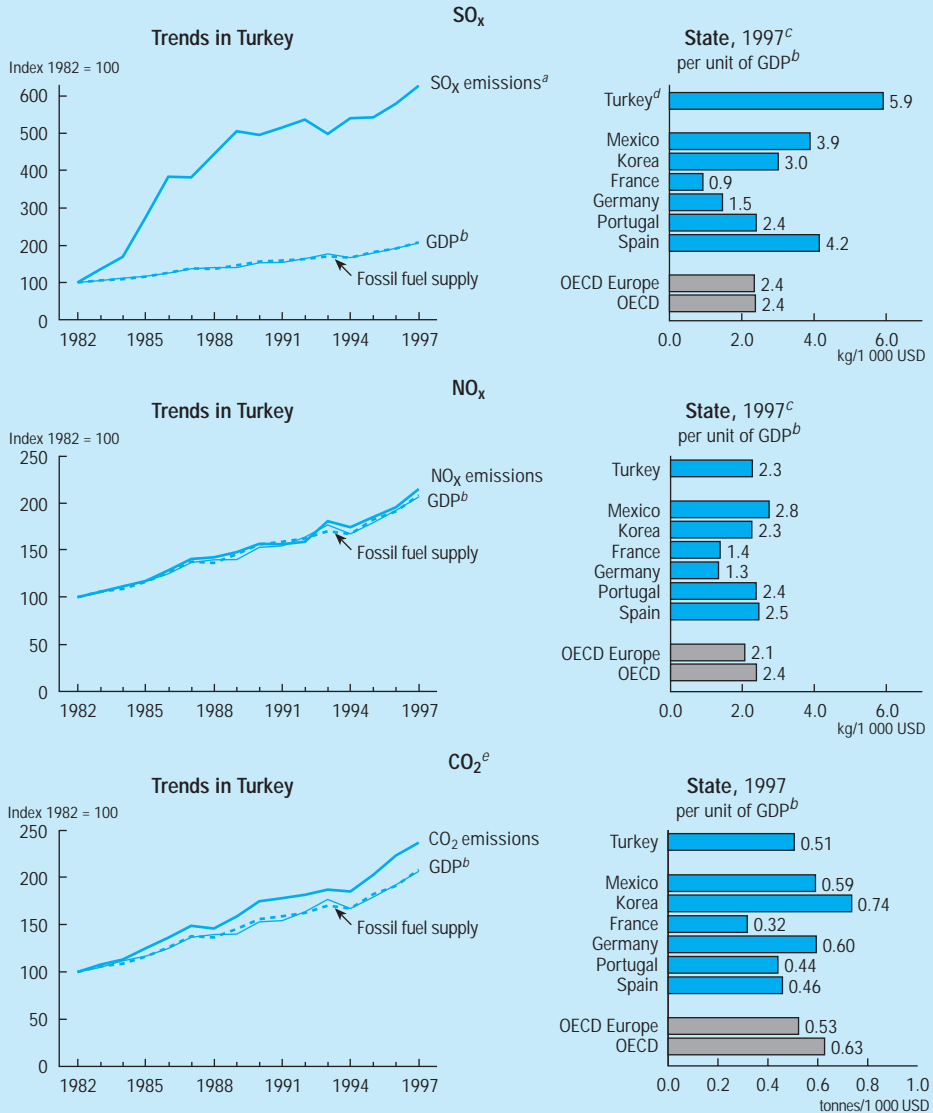 SOx
Trends in Turkey
Index 1982 = 100
600
500
400
300
200
100
0
SOx emissionsᵃ
GDPᵇ
Fossil fuel supply
1982 1985 1988 1991 1994 1997
State, 1997ᶜ
per unit of GDPᵇ
Turkeyᵈ 5.9
Mexico 3.9
Korea 3.0
France 0.9
Germany 1.5
Portugal 2.4
Spain 4.2
OECD Europe 2.4
OECD 2.4
0.0 2.0 4.0 6.0
kg/1 000 USD
NOx
Trends in Turkey
Index 1982 = 100
250
200
150
100
50
0
NOx emissions
GDPᵇ
Fossil fuel supply
1982 1985 1988 1991 1994 1997
State, 1997ᶜ
per unit of GDPᵇ
Turkey 2.3
Mexico 2.8
Korea 2.3
France 1.4
Germany 1.3
Portugal 2.4
Spain 2.5
OECD Europe 2.1
OECD 2.4
0.0 2.0 4.0 6.0
kg/1 000 USD
CO₂ᵉ
Trends in Turkey
Index 1982 = 100
250
200
150
100
50
0
CO₂ emissions
GDPᵇ
Fossil fuel supply
1982 1985 1988 1991 1994 1997
State, 1997
per unit of GDPᵇ
Turkey 0.51
Mexico 0.59
Korea 0.74
France 0.32
Germany 0.60
Portugal 0.44
Spain 0.46
OECD Europe 0.53
OECD 0.63
0.0 0.2 0.4 0.6 0.8 1.0
tonnes/1 000 USD